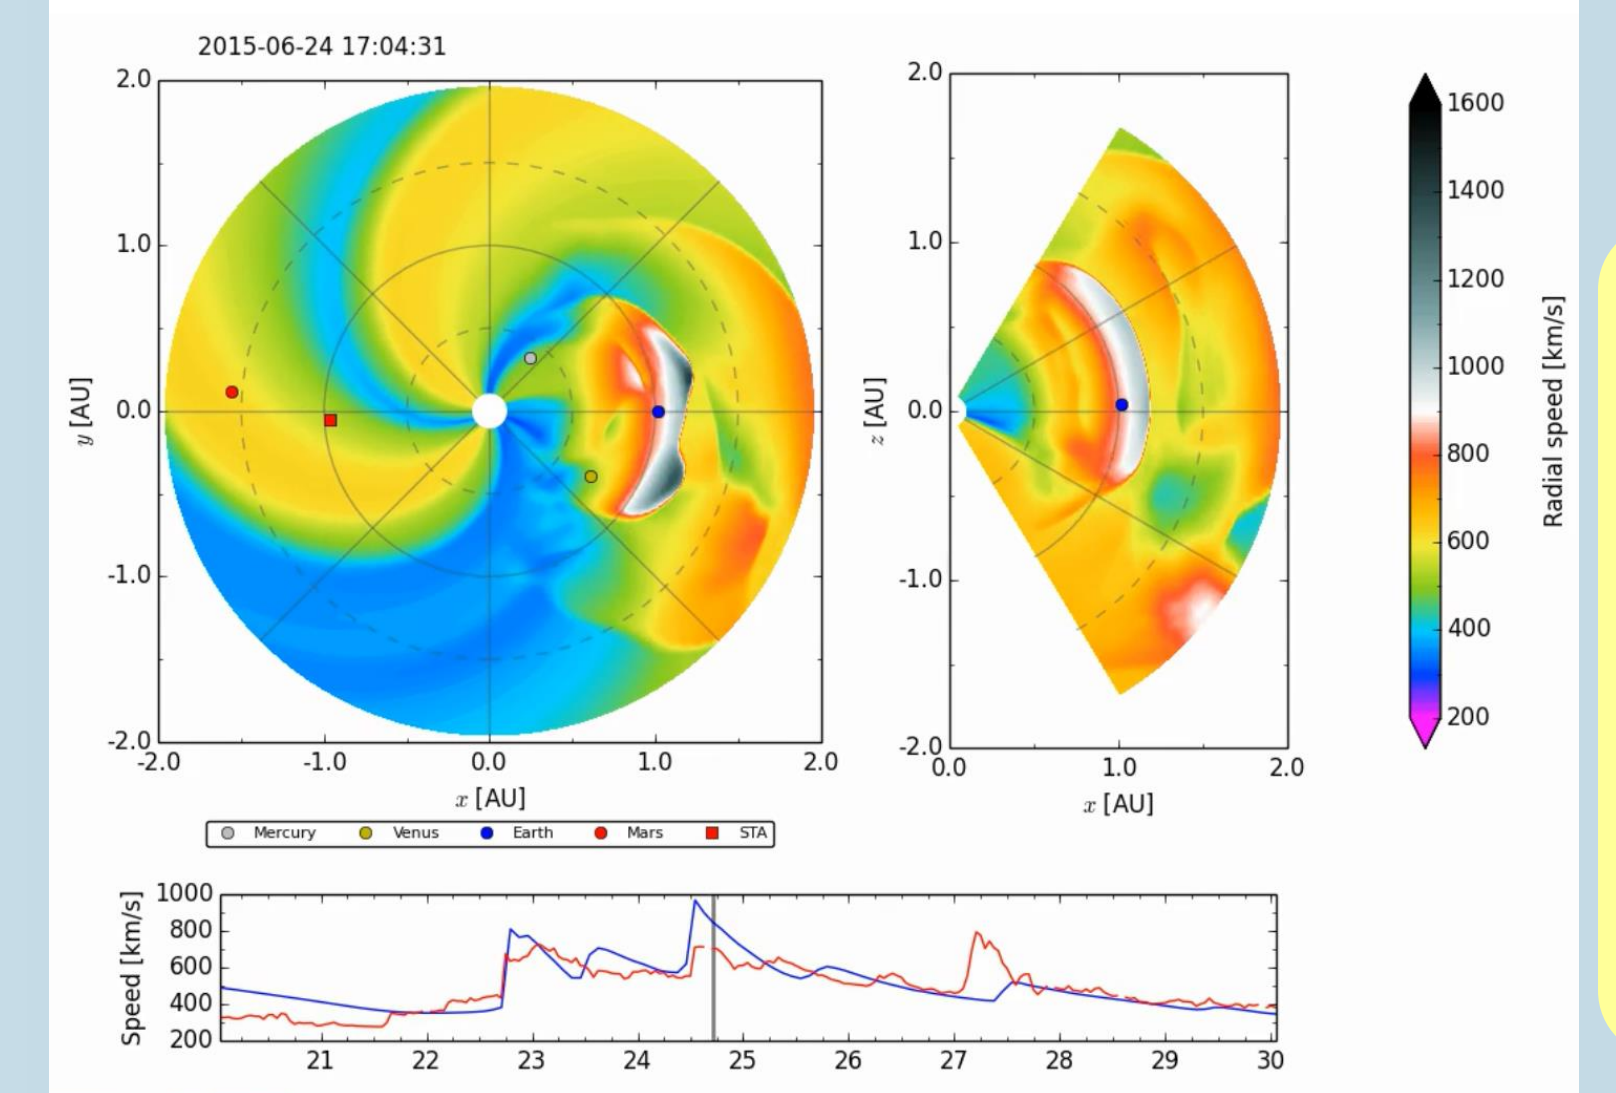 2015-06-24 17:04:31
2.0
1.0
0.0
-1.0
-2.0
y [AU]
-2.0 -1.0 0.0 1.0 2.0
x [AU]
2.0
1.0
0.0
-1.0
-2.0
z [AU]
0.0 1.0 2.0
x [AU]
1600
1400
1200
1000
800
600
400
200
Radial speed [km/s]
Mercury Venus Earth Mars STA
1000
800
600
400
200
Speed [km/s]
21 22 23 24 25 26 27 28 29 30